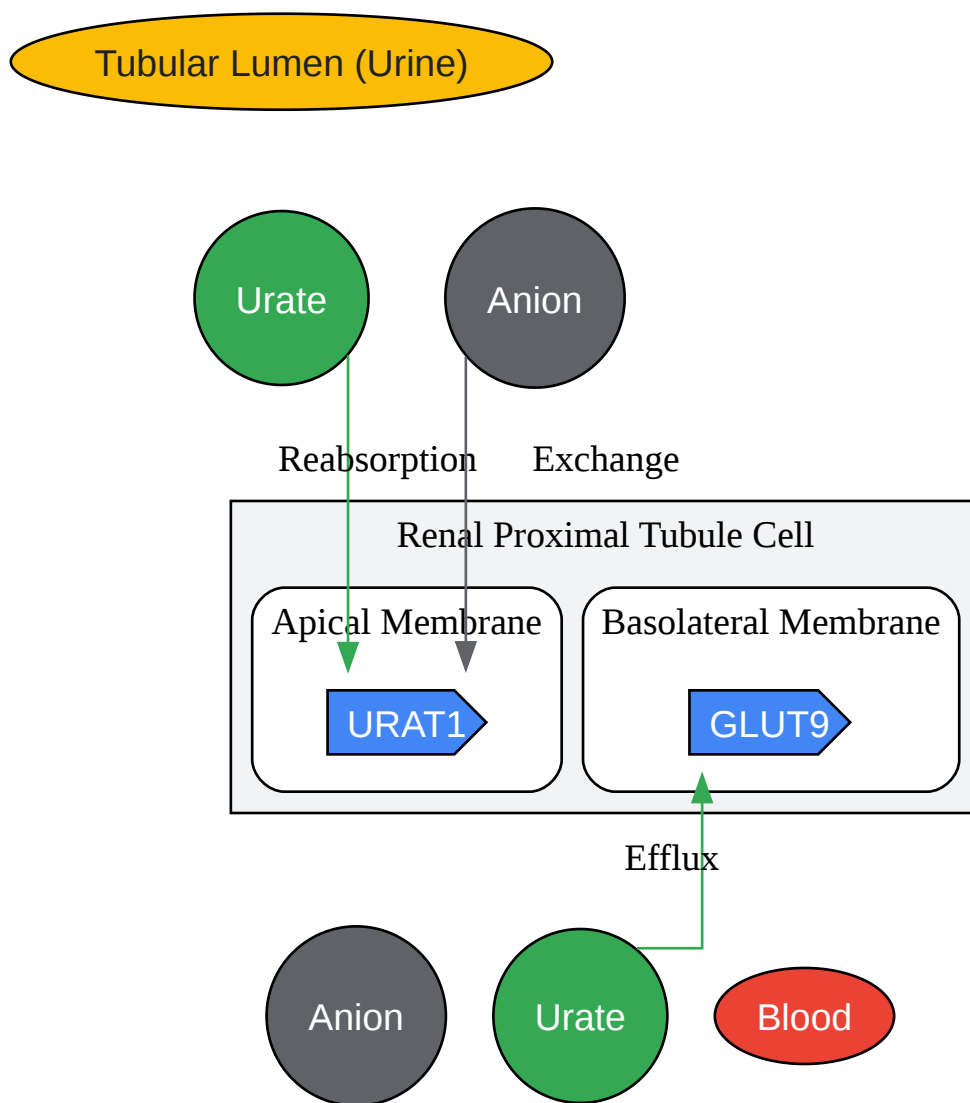 Tubular Lumen (Urine)
Urate
Anion
Reabsorption
Exchange
Renal Proximal Tubule Cell
Apical Membrane
Basolateral Membrane
URAT1
GLUT9
Efflux
Anion
Urate
Blood